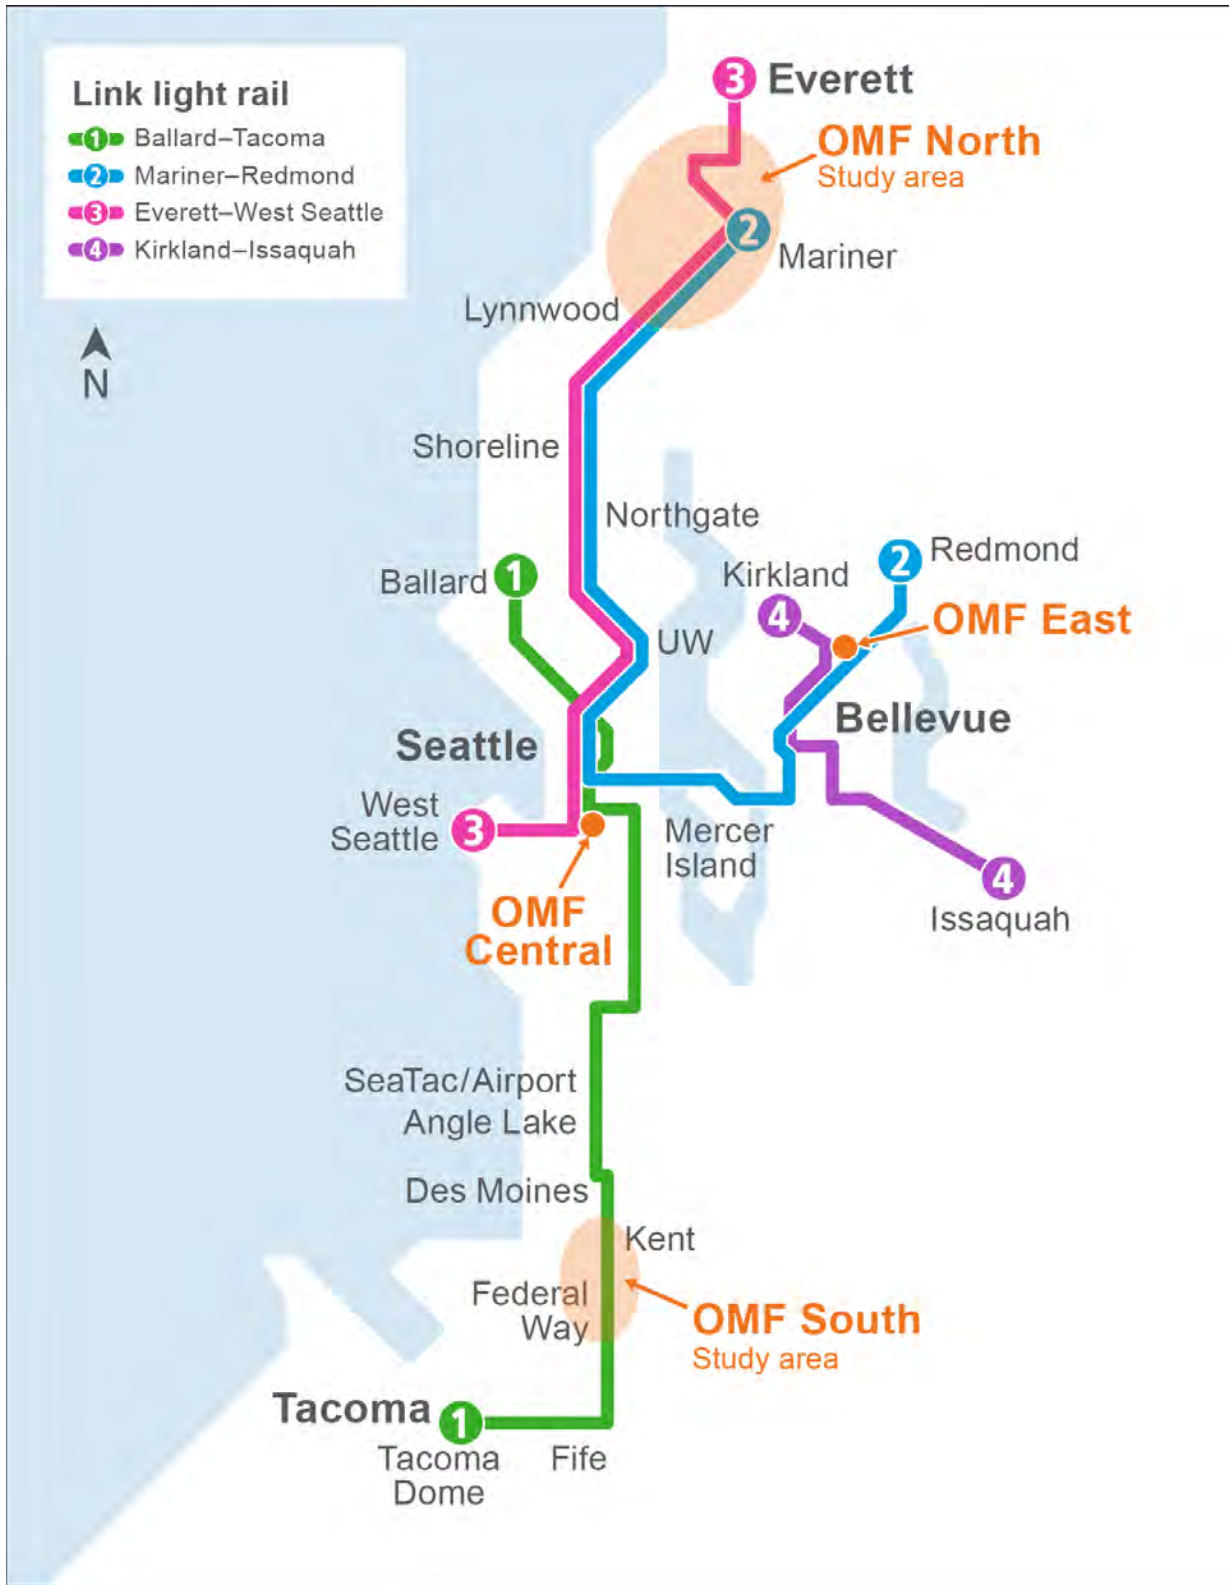 Link light rail
1 Ballard–Tacoma
2 Mariner–Redmond
3 Everett–West Seattle
4 Kirkland–Issaquah
N
3 Everett
OMF North
Study area
2
Mariner
Lynnwood
Shoreline
Northgate
Ballard 1
Kirkland
4
2 Redmond
OMF East
UW
Bellevue
Seattle
West
Seattle 3
Mercer
Island
4
Issaquah
OMF
Central
SeaTac/Airport
Angle Lake
Des Moines
Kent
Federal
Way
OMF South
Study area
Tacoma 1
Tacoma
Dome
Fife